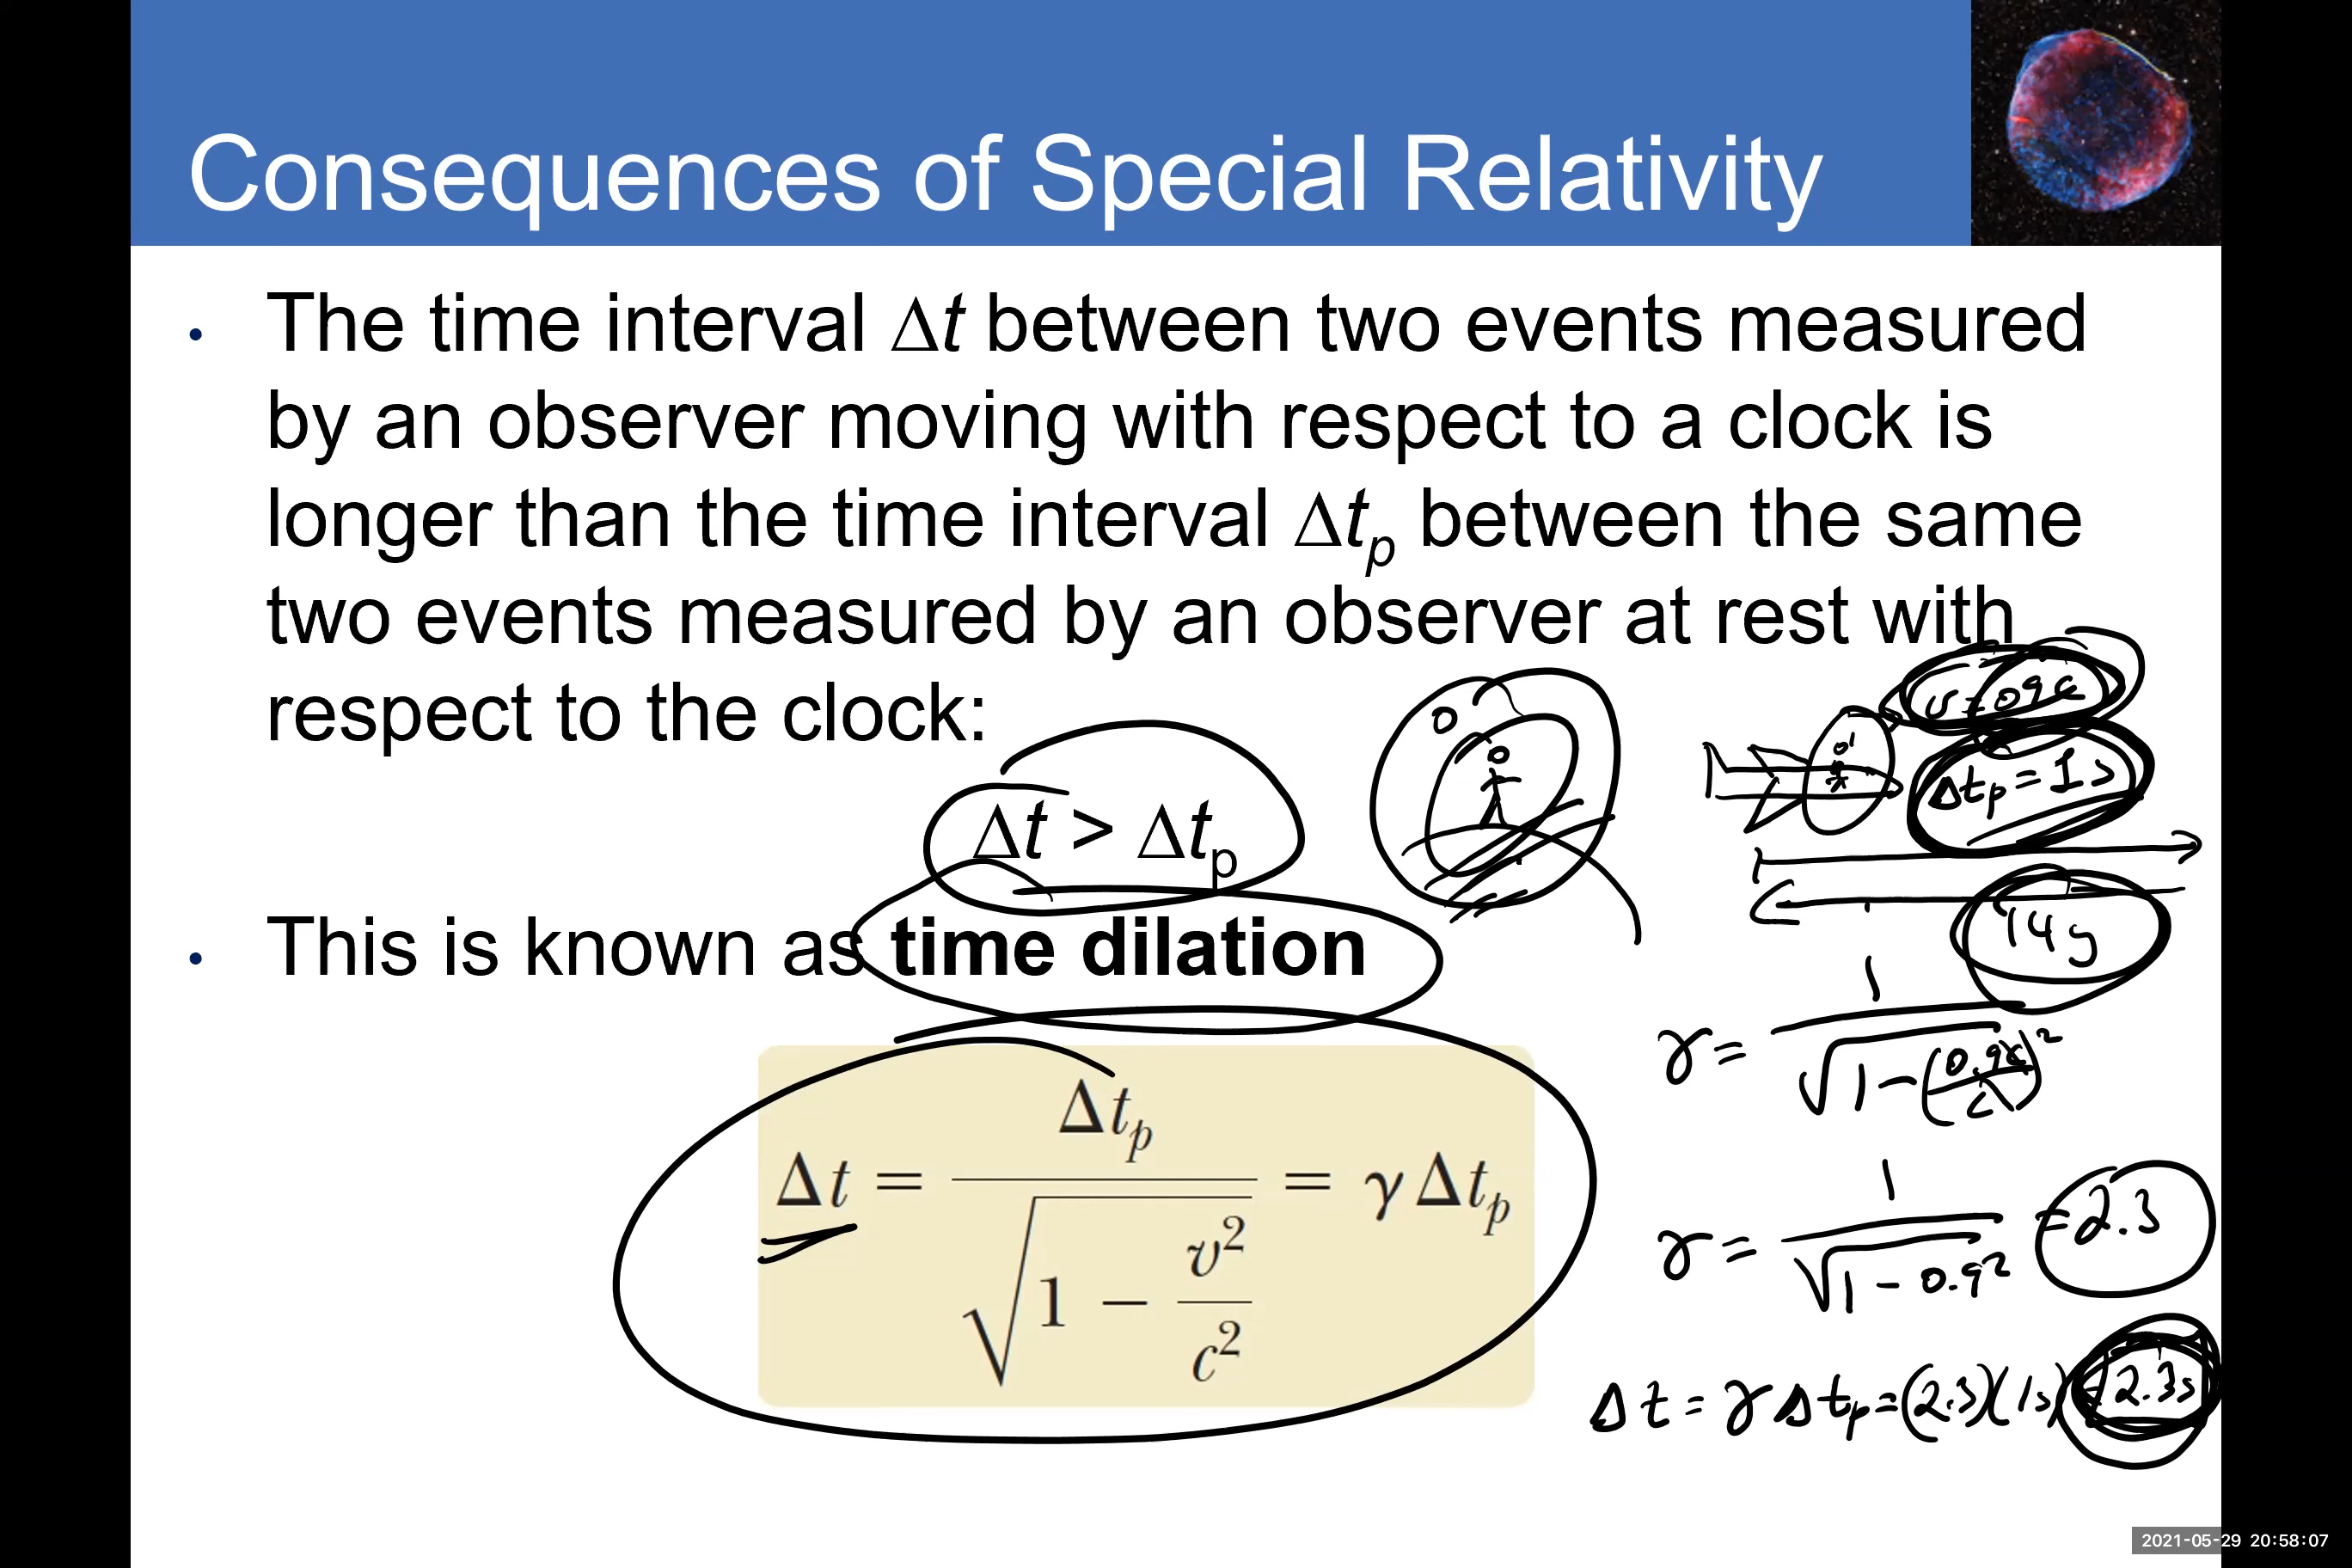 Consequences of Special Relativity
• The time interval Δt between two events measured
by an observer moving with respect to a clock is
longer than the time interval Δtp between the same
two events measured by an observer at rest with
respect to the clock:
O
O'
v = 0.9c
Δtp = 1s
Δt > Δtp
14y
• This is known as time dilation
γ = 1 / √(1 − (0.9c/c)²)
Δt = Δtp / √(1 − v²/c²) = γ Δtp
γ = 1 / √(1 − 0.9²) = 2.3
Δt = γ Δtp = (2.3)(1s) = 2.3s
2021-05-29 20:58:07